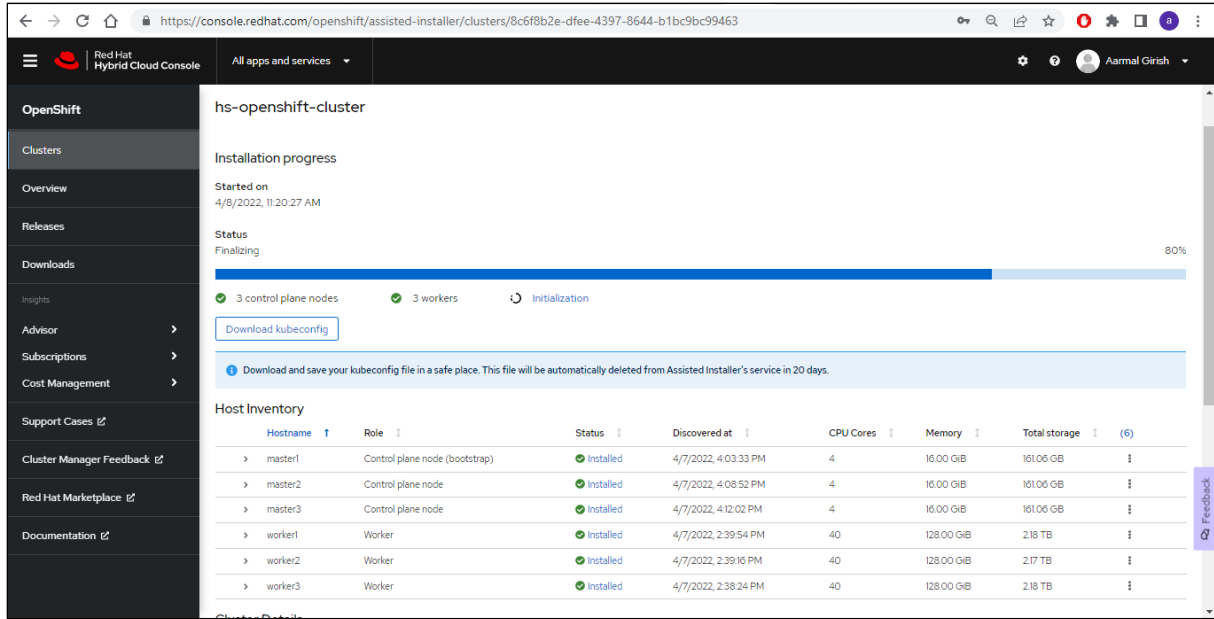 https://console.redhat.com/openshift/assisted-installer/clusters/8c6f8b2e-dfee-4397-8644-b1bc9bc99463
a
Red Hat
Hybrid Cloud Console
All apps and services
Aarmal Girish
OpenShift
Clusters
Overview
Releases
Downloads
Insights
Advisor
Subscriptions
Cost Management
Support Cases
Cluster Manager Feedback
Red Hat Marketplace
Documentation
hs-openshift-cluster
Installation progress
Started on
4/8/2022, 11:20:27 AM
Status
Finalizing 80%
3 control plane nodes 3 workers Initialization
Download kubeconfig
Download and save your kubeconfig file in a safe place. This file will be automatically deleted from Assisted Installer's service in 20 days.
Host Inventory
Hostname Role Status Discovered at CPU Cores Memory Total storage (6)
master1 Control plane node (bootstrap) Installed 4/7/2022, 4:03:33 PM 4 16.00 GiB 161.06 GB
master2 Control plane node Installed 4/7/2022, 4:08:52 PM 4 16.00 GiB 161.06 GB
master3 Control plane node Installed 4/7/2022, 4:12:02 PM 4 16.00 GiB 161.06 GB
worker1 Worker Installed 4/7/2022, 2:39:54 PM 40 128.00 GiB 2.18 TB
worker2 Worker Installed 4/7/2022, 2:39:16 PM 40 128.00 GiB 2.17 TB
worker3 Worker Installed 4/7/2022, 2:38:24 PM 40 128.00 GiB 2.18 TB
Cluster Details
Feedback